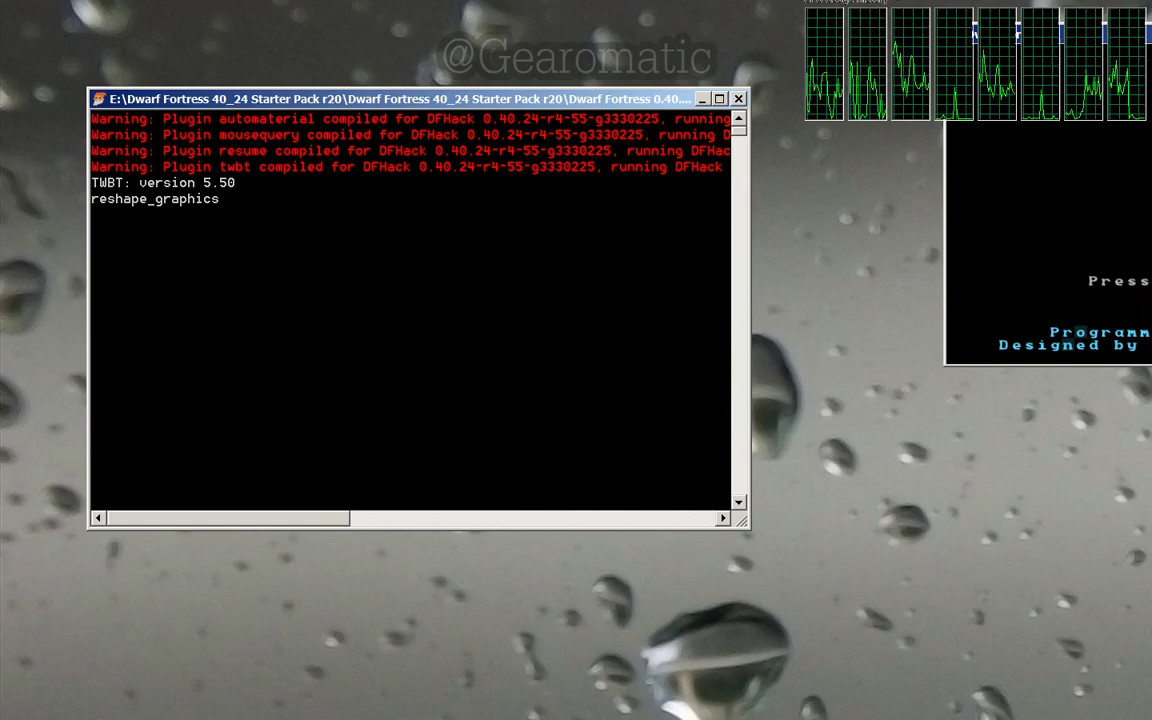 @Gearomatic
E:\Dwarf Fortress 40_24 Starter Pack r20\Dwarf Fortress 40_24 Starter Pack r20\Dwarf Fortress 0.40....
Warning: Plugin automaterial compiled for DFHack 0.40.24-r4-55-g3330225, running
Warning: Plugin mousequery compiled for DFHack 0.40.24-r4-55-g3330225, running D
Warning: Plugin resume compiled for DFHack 0.40.24-r4-55-g3330225, running DFHac
Warning: Plugin twbt compiled for DFHack 0.40.24-r4-55-g3330225, running DFHack
TWBT: version 5.50
reshape_graphics
Press
Programm
Designed by